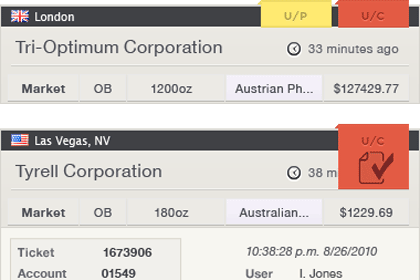 London U/P U/C
Tri-Optimum Corporation 33 minutes ago
Market OB 1200oz Austrian Ph... $127429.77
Las Vegas, NV U/C
Tyrell Corporation 38 m
Market OB 180oz Australian... $1229.69
Ticket 1673906 10:38:28 p.m. 8/26/2010
Account 01549 User I. Jones